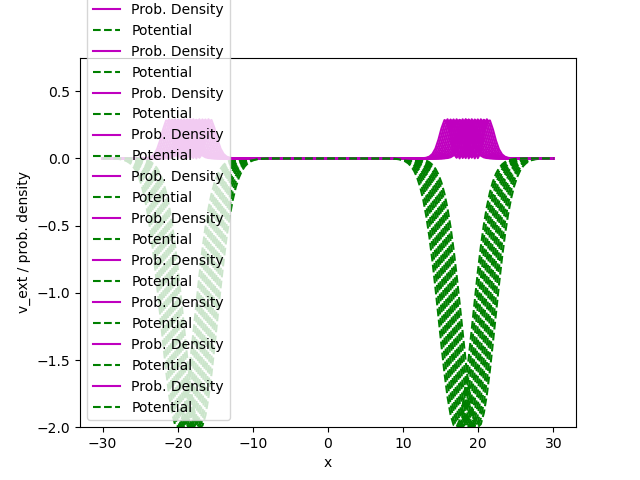 Prob. Density
Potential
Prob. Density
Potential
Prob. Density
Potential
Prob. Density
Potential
Prob. Density
Potential
Prob. Density
Potential
Prob. Density
Potential
Prob. Density
Potential
Prob. Density
Potential
Prob. Density
Potential
0.5
0.0
−0.5
−1.0
−1.5
−2.0
v_ext / prob. density
−30
−20
−10
0
10
20
30
x